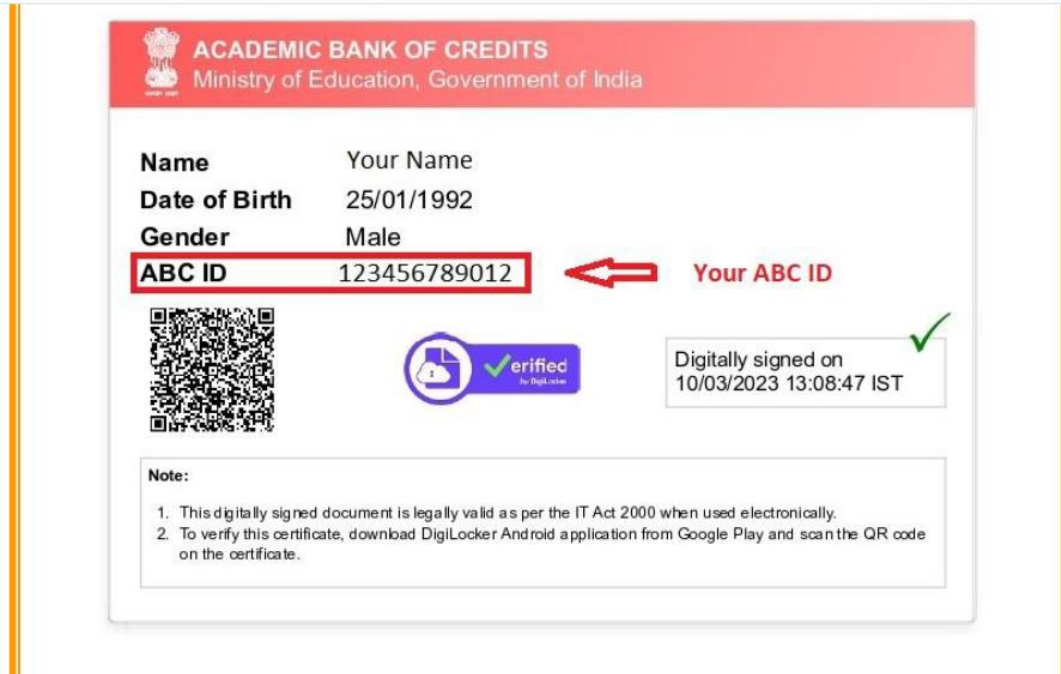 ACADEMIC BANK OF CREDITS
Ministry of Education, Government of India
Name Your Name
Date of Birth 25/01/1992
Gender Male
ABC ID 123456789012 Your ABC ID
Verified
by DigiLocker
Digitally signed on
10/03/2023 13:08:47 IST
Note:
1. This digitally signed document is legally valid as per the IT Act 2000 when used electronically.
2. To verify this certificate, download DigiLocker Android application from Google Play and scan the QR code
on the certificate.